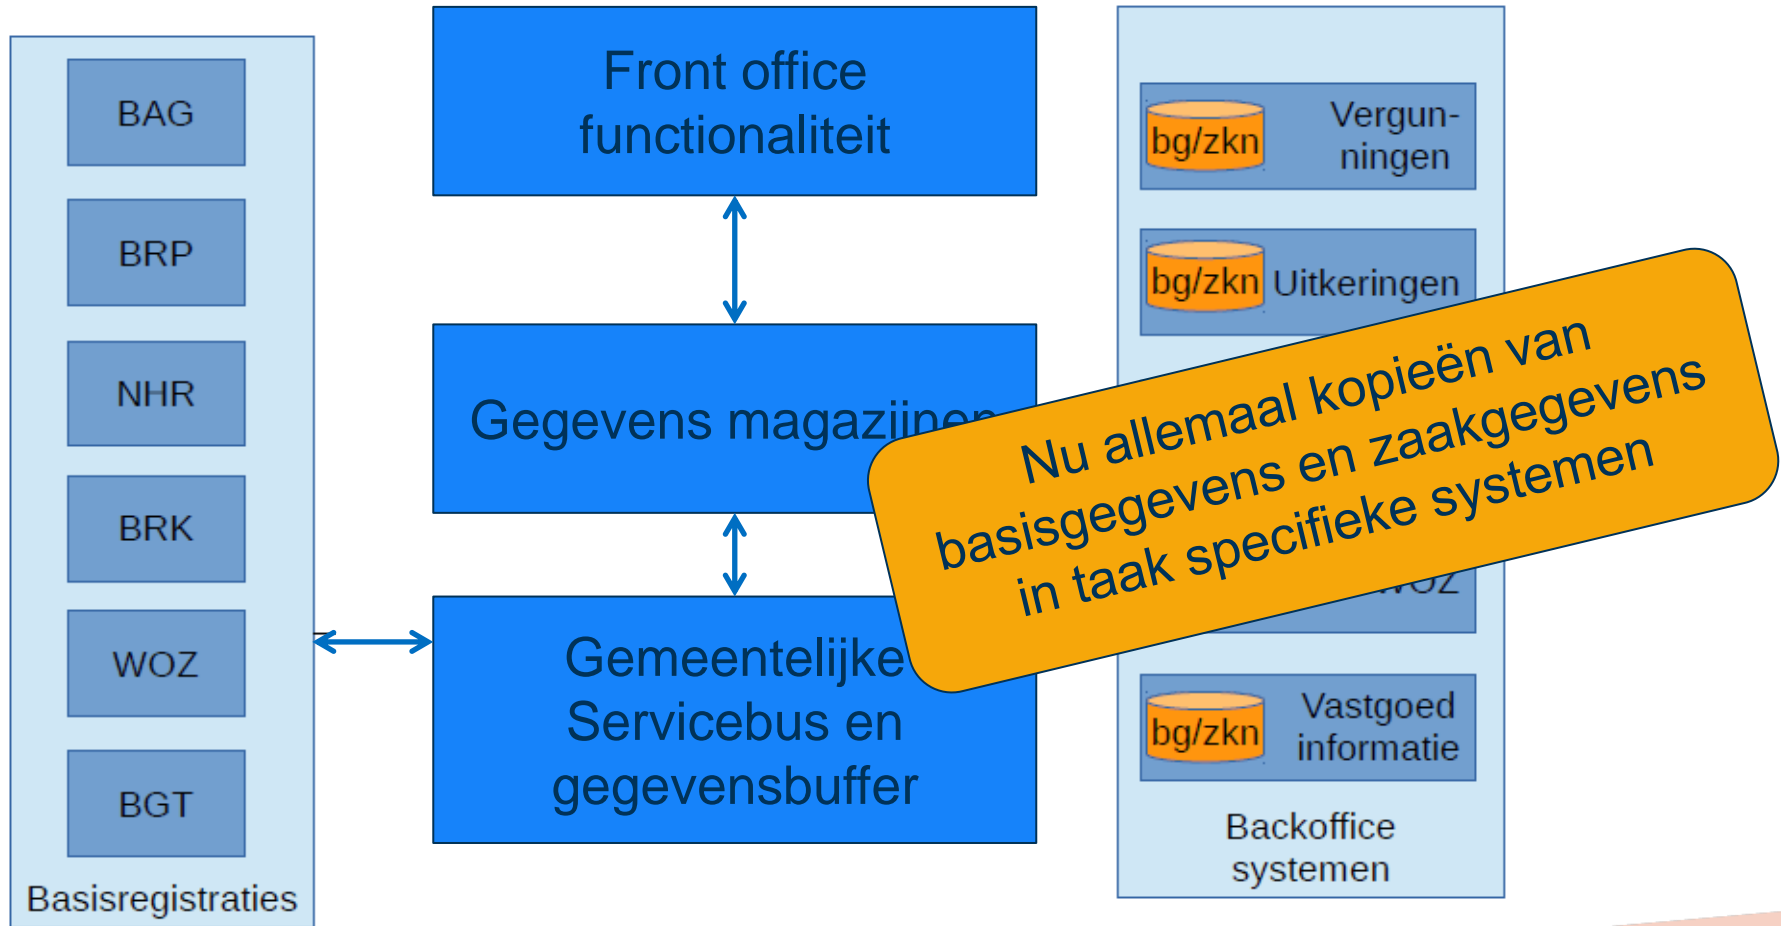 BAG
BRP
NHR
BRK
WOZ
BGT
Basisregistraties
Front office
functionaliteit
Gegevens magazijnen
Gemeentelijke
Servicebus en
gegevensbuffer
bg/zkn
Vergun-
ningen
bg/zkn
Uitkeringen
Nu allemaal kopieën van
basisgegevens en zaakgegevens
in taak specifieke systemen
WOZ
bg/zkn
Vastgoed
informatie
Backoffice
systemen